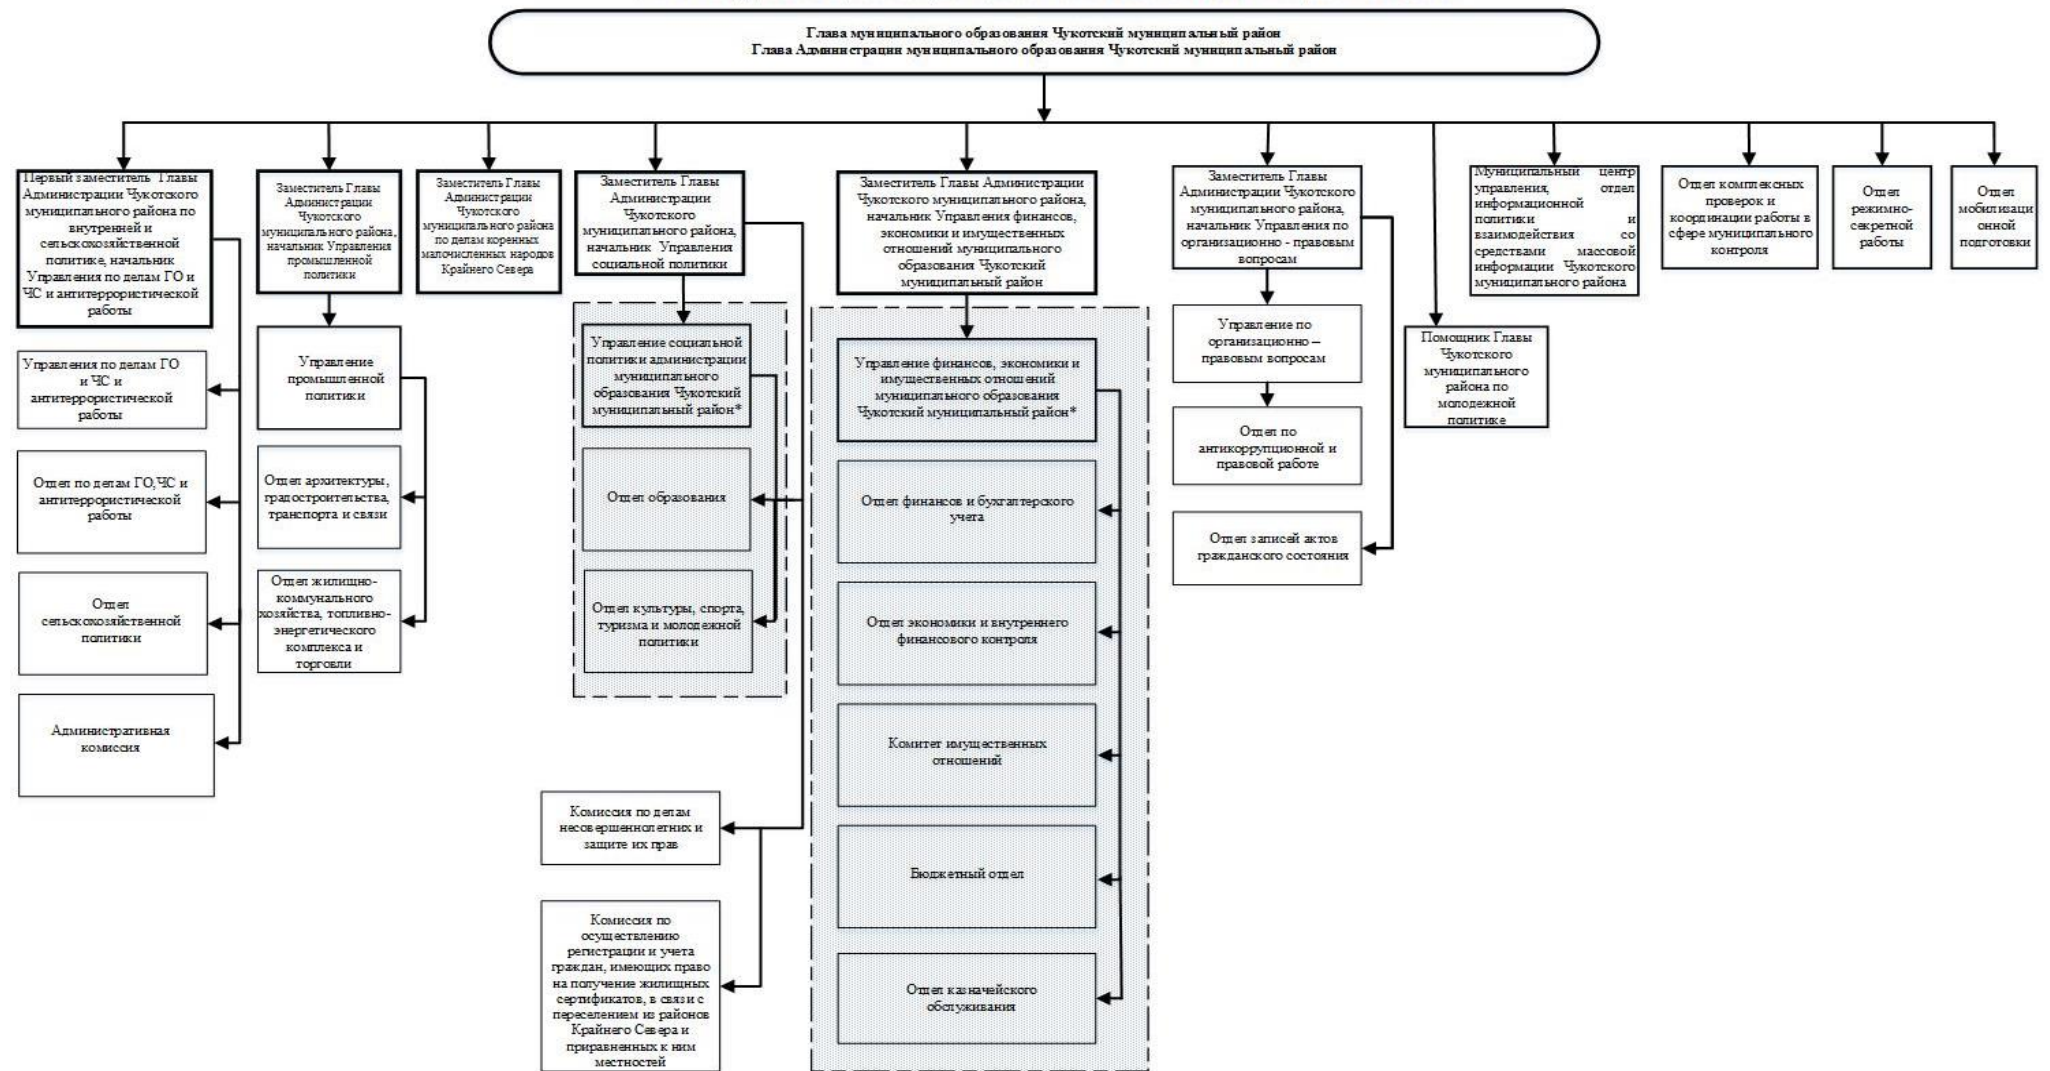 Глава муниципального образования Чукотский муниципальный район
Глава Администрации муниципального образования Чукотский муниципальный район
Первый заместитель Главы
Администрации Чукотского
муниципального района по
внутренней и
сельскохозяйственной
политике, начальник
Управления по делам ГО и
ЧС и антитеррористической
работы
Заместитель Главы
Администрации
Чукотского
муниципального района,
начальник Управления
промышленной
политики
Заместитель Главы
Администрации
Чукотского
муниципального района
по делам коренных
малочисленных народов
Крайнего Севера
Заместитель Главы
Администрации
Чукотского
муниципального района,
начальник Управления
социальной политики
Заместитель Главы Администрации
Чукотского муниципального района,
начальник Управления финансов,
экономики и имущественных
отношений муниципального
образования Чукотский
муниципальный район
Заместитель Главы
Администрации Чукотского
муниципального района,
начальник Управления по
организационно - правовым
вопросам
Муниципальный центр
управления, отдел
информационной
политики и
взаимодействия со
средствами массовой
информации Чукотского
муниципального района
Отдел комплексных
проверок и
координации работы в
сфере муниципального
контроля
Отдел
режимно-
секретной
работы
Отдел
мобилизаци
онной
подготовки
Управления по делам ГО
и ЧС и
антитеррористической
работы
Отдел по делам ГО,ЧС и
антитеррористической
работы
Отдел
сельскохозяйственной
политики
Административная
комиссия
Управление
промышленной
политики
Отдел архитектуры,
градостроительства,
транспорта и связи
Отдел жилищно-
коммунального
хозяйства, топливно-
энергетического
комплекса и
торговли
Управление социальной
политики администрации
муниципального
образования Чукотский
муниципальный район*
Отдел образования
Отдел культуры, спорта,
туризма и молодежной
политики
Комиссия по делам
несовершеннолетних и
защите их прав
Комиссия по
осуществлению
регистрации и учета
граждан, имеющих право
на получение жилищных
сертификатов, в связи с
переселением из районов
Крайнего Севера и
приравненных к ним
местностей
Управление финансов, экономики и
имущественных отношений
муниципального образования
Чукотский муниципальный район*
Отдел финансов и бухгалтерского
учета
Отдел экономики и внутреннего
финансового контроля
Комитет имущественных
отношений
Бюджетный отдел
Отдел казначейского
обслуживания
Управление по
организационно –
правовым вопросам
Отдел по
антикоррупционной и
правовой работе
Отдел записей актов
гражданского состояния
Помощник Главы
Чукотского
муниципального
района по
молодежной
политике